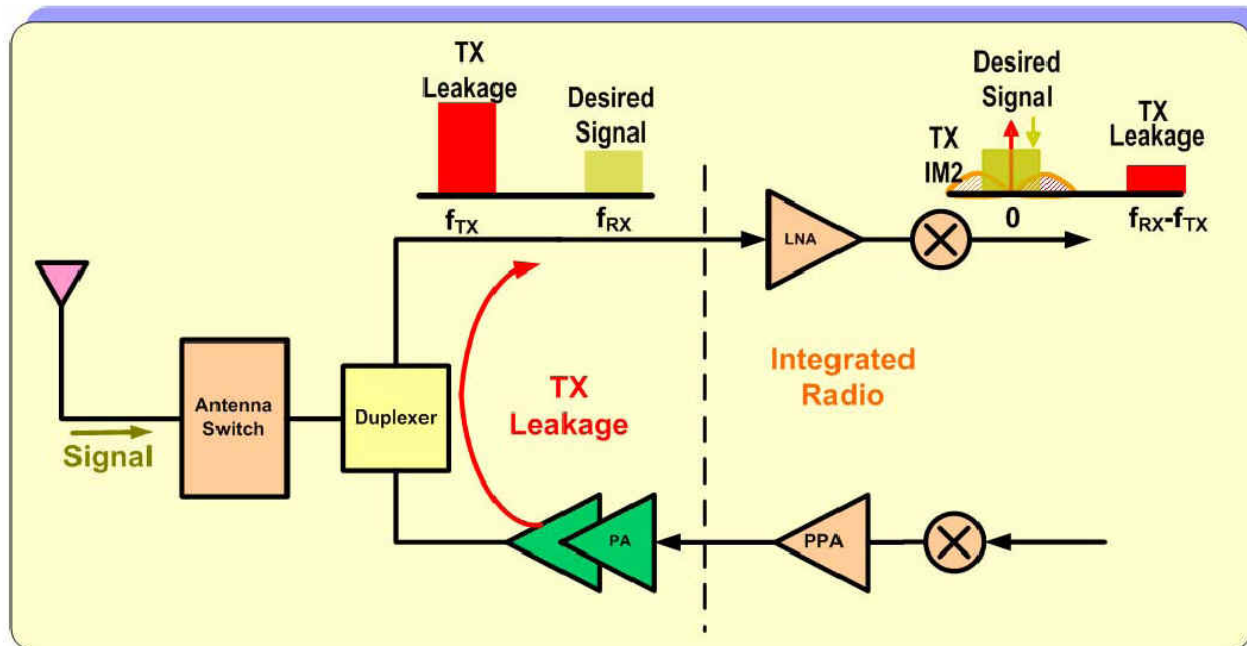 TX
Leakage
Desired
Signal
f_TX
f_RX
Desired
Signal
TX
IM2
TX
Leakage
0
f_RX-f_TX
LNA
Integrated
Radio
TX
Leakage
Antenna
Switch
Duplexer
Signal
PA
PPA